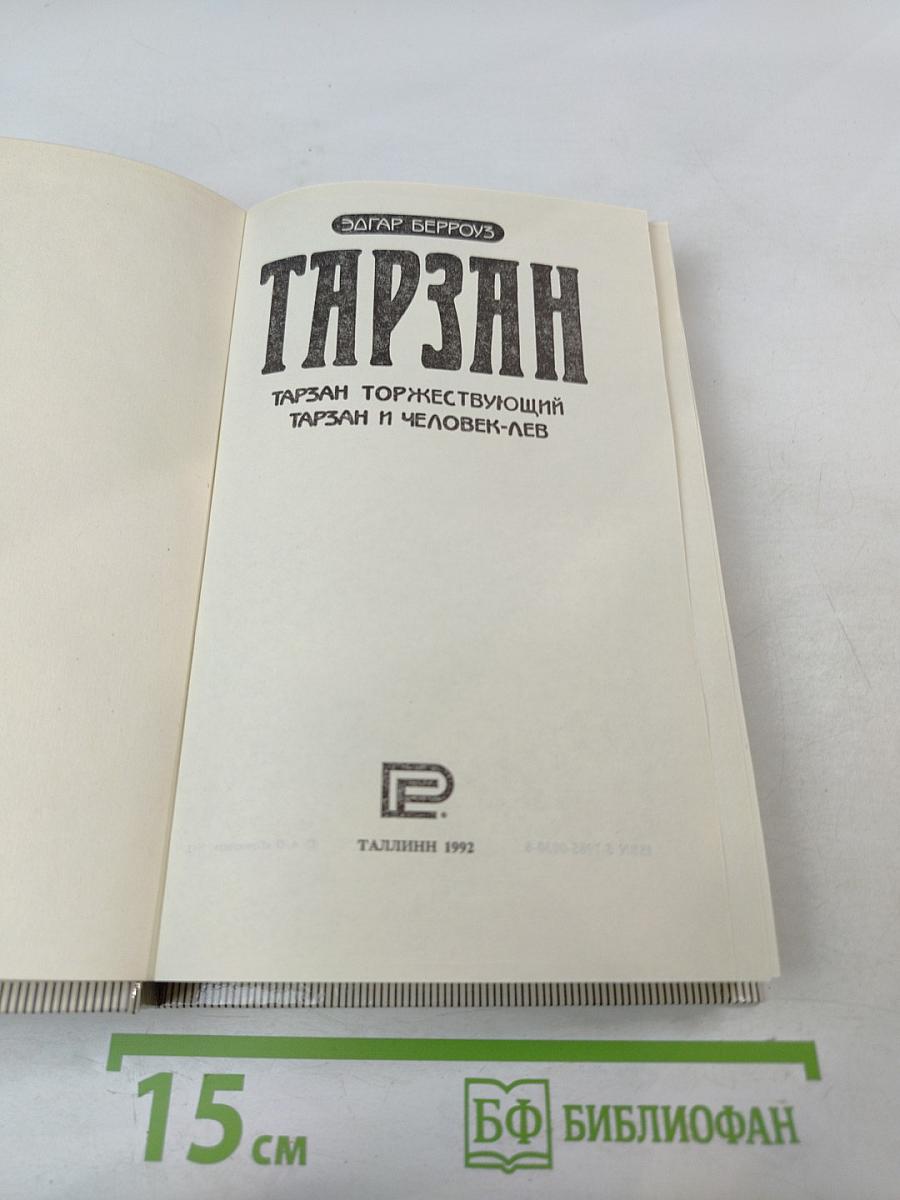 ЭДГАР БЕРРОУЗ
ТАРЗАН
ТАРЗАН ТОРЖЕСТВУЮЩИЙ
ТАРЗАН И ЧЕЛОВЕК-ЛЕВ
ТАЛЛИНН 1992
15 см
БФ БИБЛИОФАН